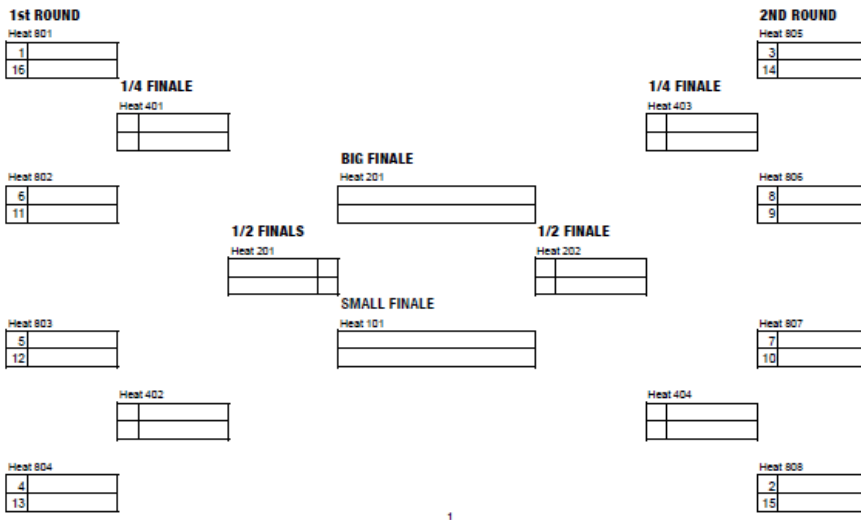 1st ROUND
2ND ROUND
Heat 801
Heat 805
1
3
16
14
1/4 FINALE
1/4 FINALE
Heat 401
Heat 403
BIG FINALE
Heat 802
Heat 201
Heat 806
6
8
11
9
1/2 FINALS
1/2 FINALE
Heat 201
Heat 202
SMALL FINALE
Heat 803
Heat 101
Heat 807
5
7
12
10
Heat 402
Heat 404
Heat 804
Heat 808
4
2
13
15
1